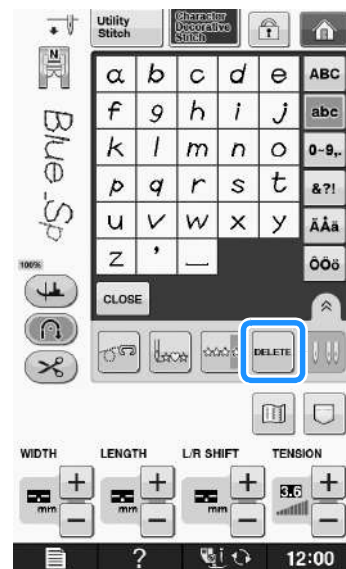 Utility Stitch
Character Decorative Stitch
N
Blue_Sp
100%
a b c d e ABC
f g h i j abc
k l m n o 0~9,..
p q r s t &?!
u v w x y ÄÅä
z ' _ ÔÖö
CLOSE
DELETE
WIDTH LENGTH L/R SHIFT TENSION
--- mm + --- mm + --- mm + 3.6 +
− − − −
? i 12:00